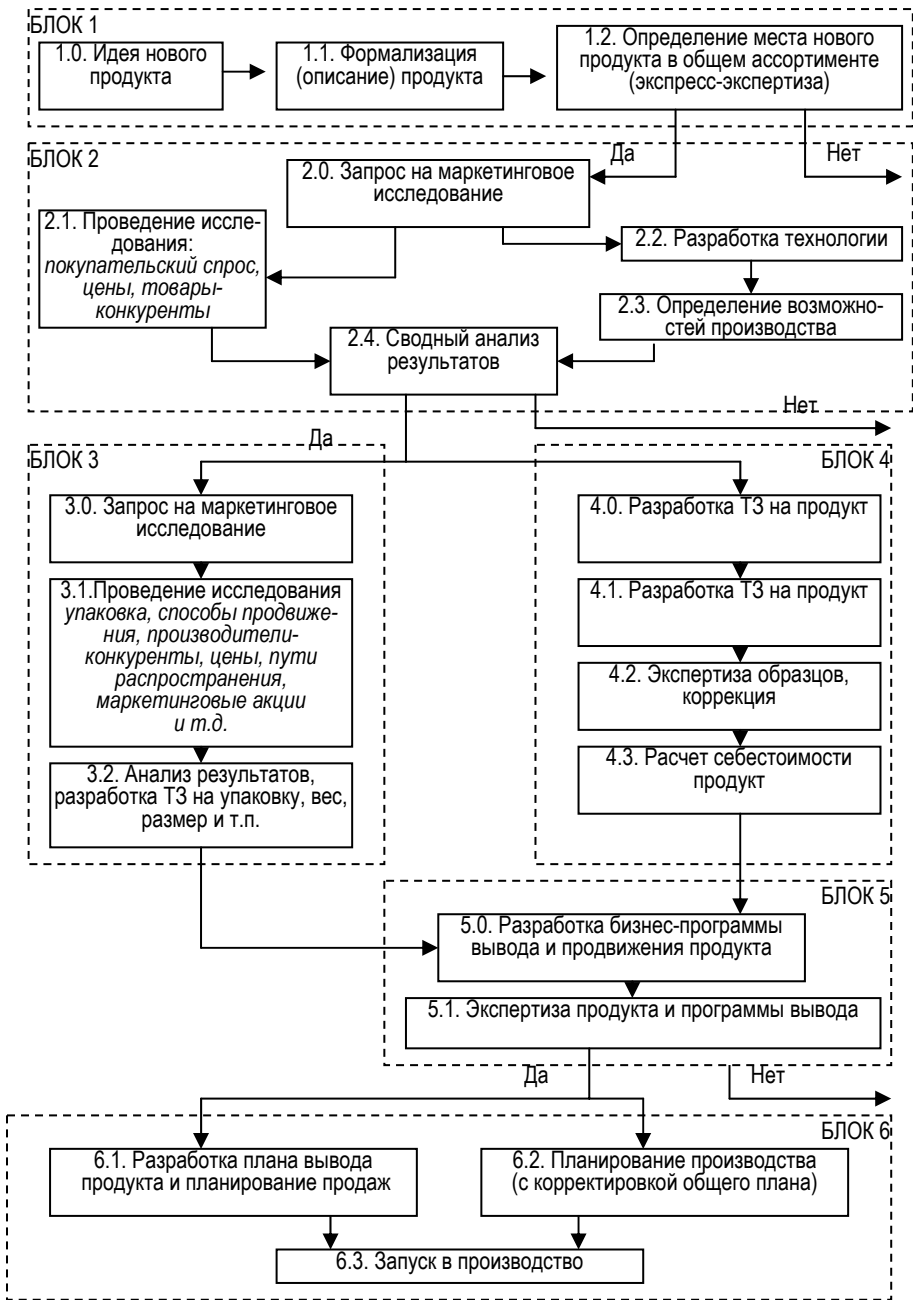 БЛОК 1
1.0. Идея нового
продукта
1.1. Формализация
(описание) продукта
1.2. Определение места нового
продукта в общем ассортименте
(экспресс-экспертиза)
Да
Нет
БЛОК 2
2.0. Запрос на маркетинговое
исследование
2.1. Проведение иссле-
дования:
покупательский спрос,
цены, товары-
конкуренты
2.2. Разработка технологии
2.3. Определение возможно-
стей производства
2.4. Сводный анализ
результатов
Нет
Да
БЛОК 3
3.0. Запрос на маркетинговое
исследование
3.1.Проведение исследования
упаковка, способы продвиже-
ния, производители-
конкуренты, цены, пути
распространения,
маркетинговые акции
и т.д.
3.2. Анализ результатов,
разработка ТЗ на упаковку, вес,
размер и т.п.
БЛОК 4
4.0. Разработка ТЗ на продукт
4.1. Разработка ТЗ на продукт
4.2. Экспертиза образцов,
коррекция
4.3. Расчет себестоимости
продукт
БЛОК 5
5.0. Разработка бизнес-программы
вывода и продвижения продукта
5.1. Экспертиза продукта и программы вывода
Да
Нет
БЛОК 6
6.1. Разработка плана вывода
продукта и планирование продаж
6.2. Планирование производства
(с корректировкой общего плана)
6.3. Запуск в производство